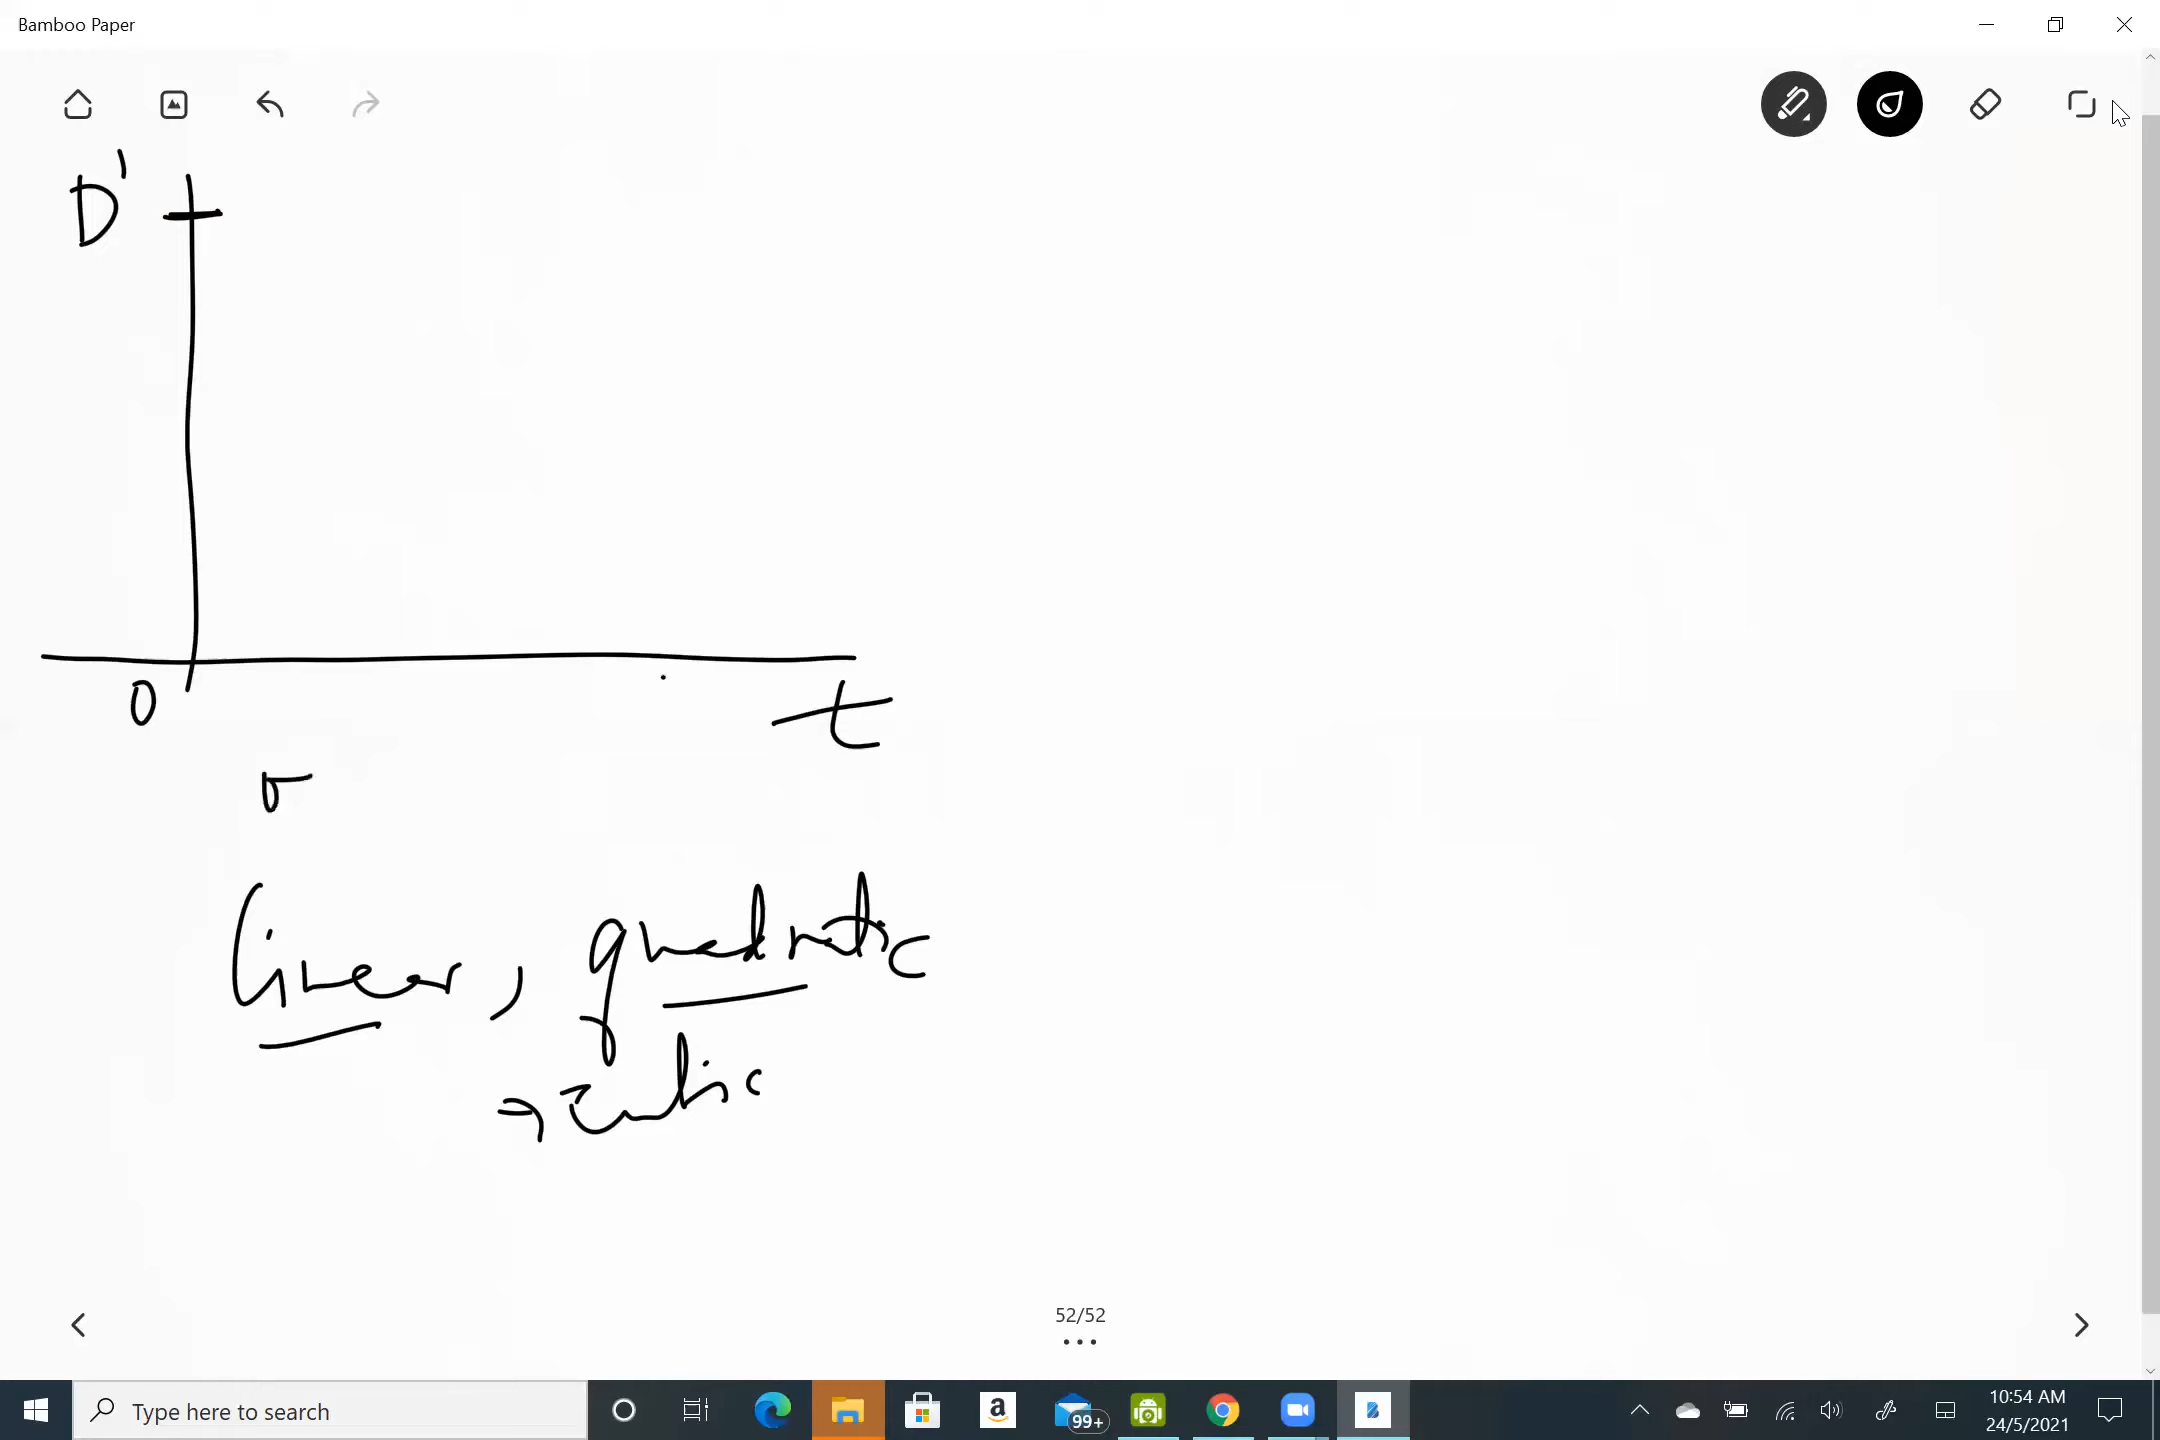 Bamboo Paper
D'
0
t
σ
linear, quadratic
, cubic
52/52
Type here to search
99+
10:54 AM
24/5/2021